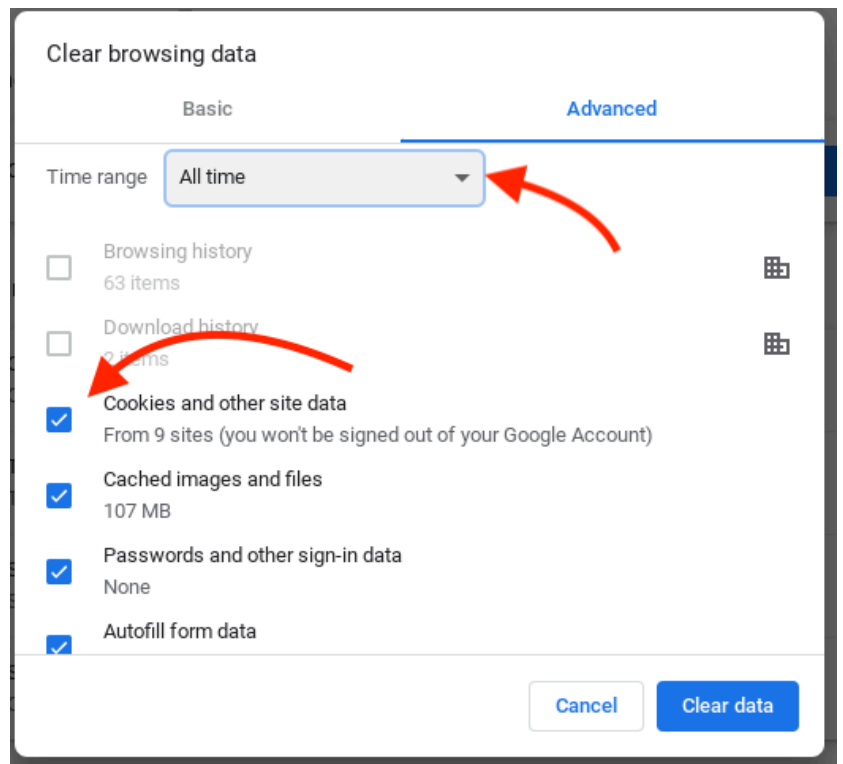 Clear browsing data
Basic
Advanced
Time range
All time
Browsing history
63 items
Download history
2 items
Cookies and other site data
From 9 sites (you won't be signed out of your Google Account)
Cached images and files
107 MB
Passwords and other sign-in data
None
Autofill form data
Cancel
Clear data